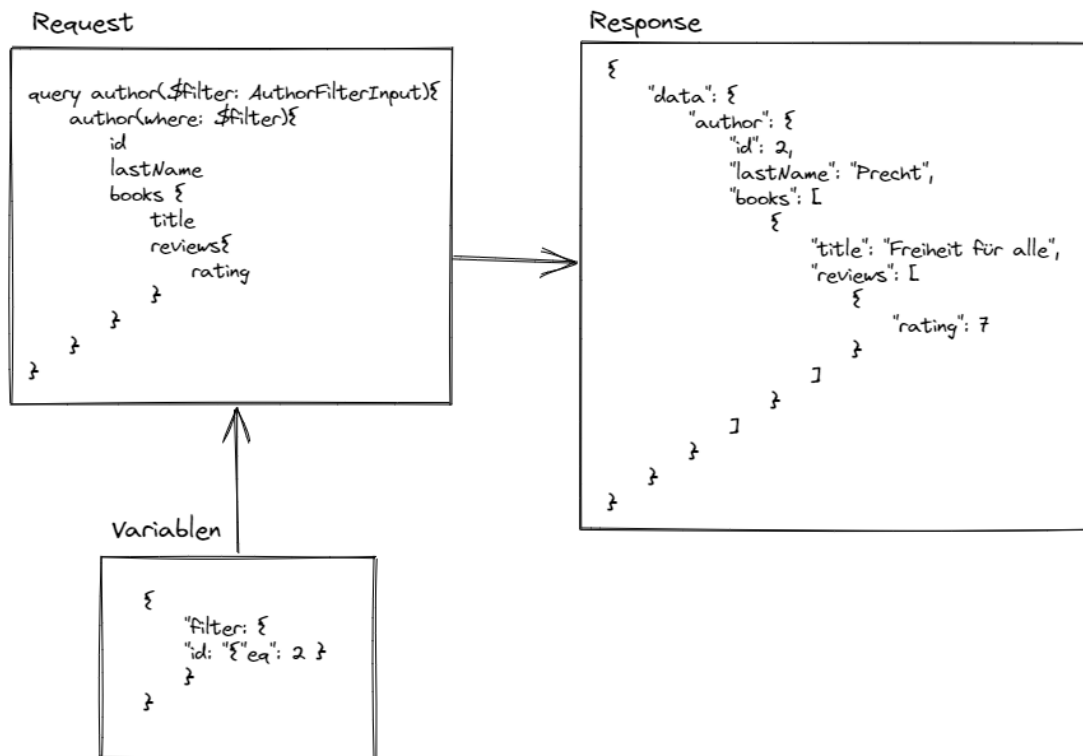 Request
query author($filter: AuthorFilterInput){
author(where: $filter){
id
lastName
books {
title
reviews{
rating
}
}
}
}
Variablen
{
"filter: {
"id: "{"eq": 2 }
}
}
Response
{
"data": {
"author": {
"id": 2,
"lastName": "Precht",
"books": [
{
"title": "Freiheit für alle",
"reviews": [
{
"rating": 7
}
]
}
]
}
}
}